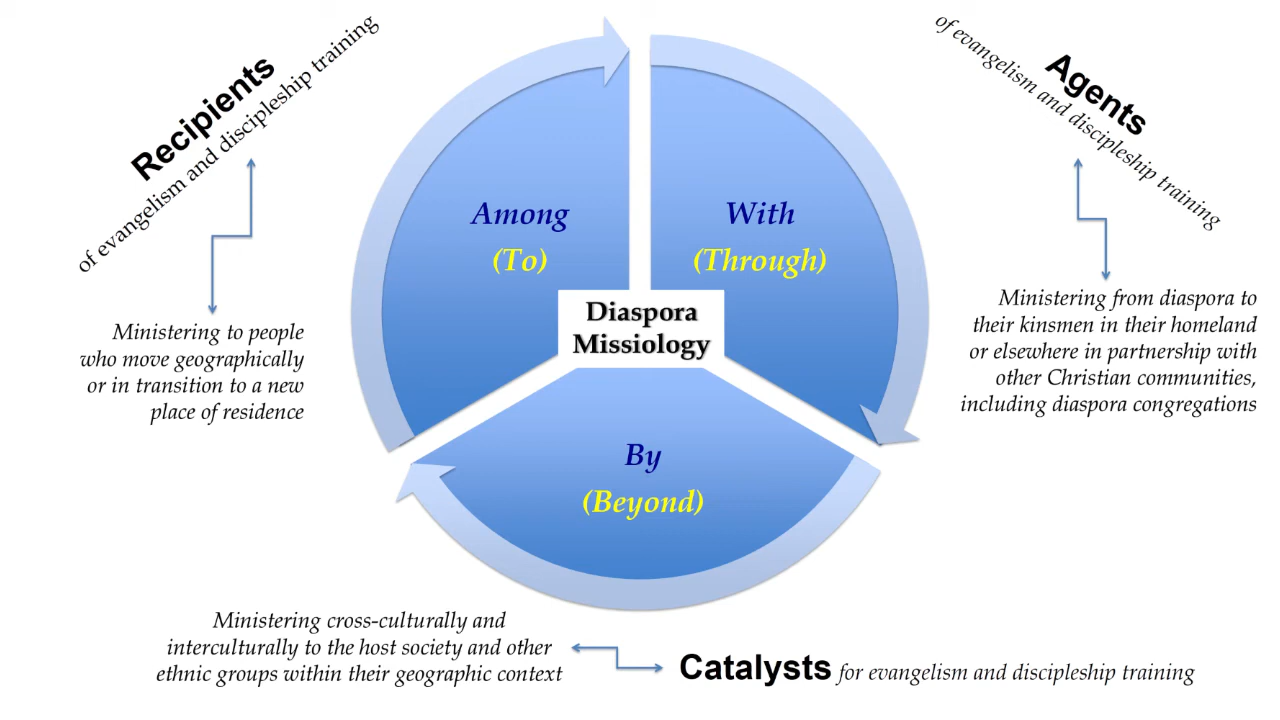 Recipients
of evangelism and discipleship training
Ministering to people
who move geographically
or in transition to a new
place of residence
Among
(To)
With
(Through)
Diaspora
Missiology
By
(Beyond)
Agents
of evangelism and discipleship training
Ministering from diaspora to
their kinsmen in their homeland
or elsewhere in partnership with
other Christian communities,
including diaspora congregations
Ministering cross-culturally and
interculturally to the host society and other
ethnic groups within their geographic context
Catalysts for evangelism and discipleship training